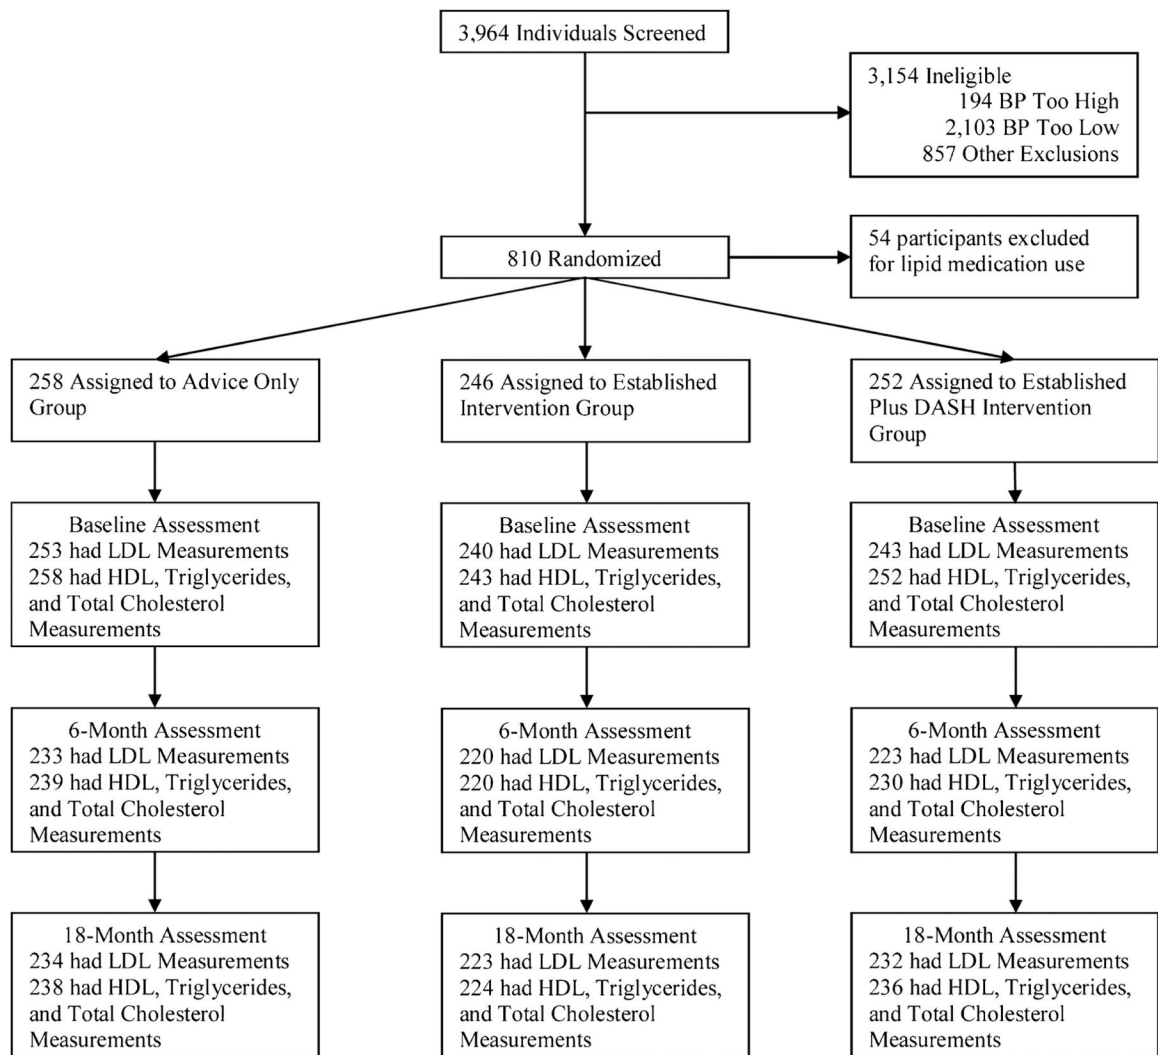 3,964 Individuals Screened
3,154 Ineligible
194 BP Too High
2,103 BP Too Low
857 Other Exclusions
810 Randomized
54 participants excluded
for lipid medication use
258 Assigned to Advice Only
Group
246 Assigned to Established
Intervention Group
252 Assigned to Established
Plus DASH Intervention
Group
Baseline Assessment
253 had LDL Measurements
258 had HDL, Triglycerides,
and Total Cholesterol
Measurements
Baseline Assessment
240 had LDL Measurements
243 had HDL, Triglycerides,
and Total Cholesterol
Measurements
Baseline Assessment
243 had LDL Measurements
252 had HDL, Triglycerides,
and Total Cholesterol
Measurements
6-Month Assessment
233 had LDL Measurements
239 had HDL, Triglycerides,
and Total Cholesterol
Measurements
6-Month Assessment
220 had LDL Measurements
220 had HDL, Triglycerides,
and Total Cholesterol
Measurements
6-Month Assessment
223 had LDL Measurements
230 had HDL, Triglycerides,
and Total Cholesterol
Measurements
18-Month Assessment
234 had LDL Measurements
238 had HDL, Triglycerides,
and Total Cholesterol
Measurements
18-Month Assessment
223 had LDL Measurements
224 had HDL, Triglycerides,
and Total Cholesterol
Measurements
18-Month Assessment
232 had LDL Measurements
236 had HDL, Triglycerides,
and Total Cholesterol
Measurements